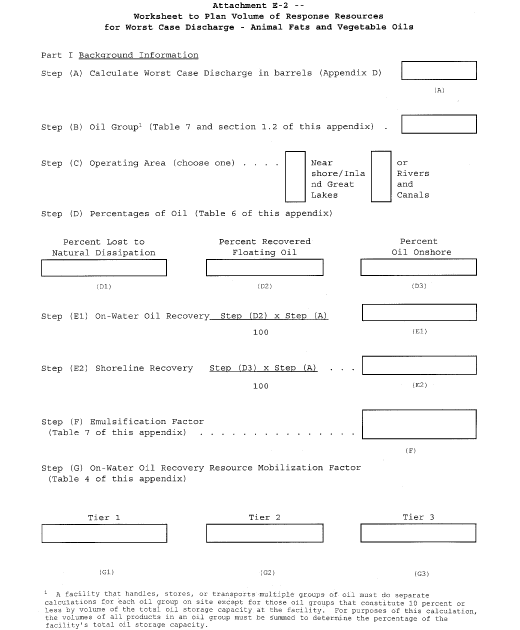 Attachment E-2 --
Worksheet to Plan Volume of Response Resources
for Worst Case Discharge - Animal Fats and Vegetable Oils
Part I Background Information
Step (A) Calculate Worst Case Discharge in barrels (Appendix D)
(A)
Step (B) Oil Group¹ (Table 7 and section 1.2 of this appendix) .
Step (C) Operating Area (choose one) . . . .
Near
shore/Inla
nd Great
Lakes
or
Rivers
and
Canals
Step (D) Percentages of Oil (Table 6 of this appendix)
Percent Lost to
Natural Dissipation
Percent Recovered
Floating Oil
Percent
Oil Onshore
(D1)
(D2)
(D3)
Step (E1) On-Water Oil Recovery Step (D2) x Step (A)
100
(E1)
Step (E2) Shoreline Recovery Step (D3) x Step (A) . . .
100
(E2)
Step (F) Emulsification Factor
(Table 7 of this appendix) . . . . . . . . . . . . . . .
(F)
Step (G) On-Water Oil Recovery Resource Mobilization Factor
(Table 4 of this appendix)
Tier 1
Tier 2
Tier 3
(G1)
(G2)
(G3)
¹ A facility that handles, stores, or transports multiple groups of oil must do separate
calculations for each oil group on site except for those oil groups that constitute 10 percent or
less by volume of the total oil storage capacity at the facility. For purposes of this calculation,
the volumes of all products in an oil group must be summed to determine the percentage of the
facility's total oil storage capacity.